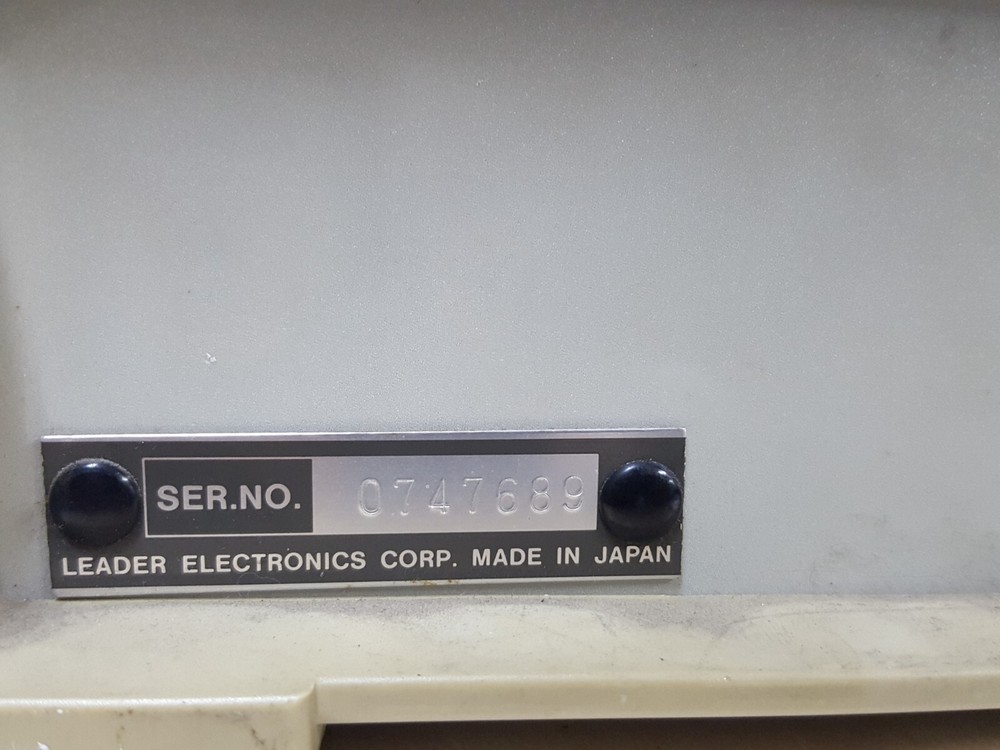 SER.NO. 0747689
LEADER ELECTRONICS CORP. MADE IN JAPAN